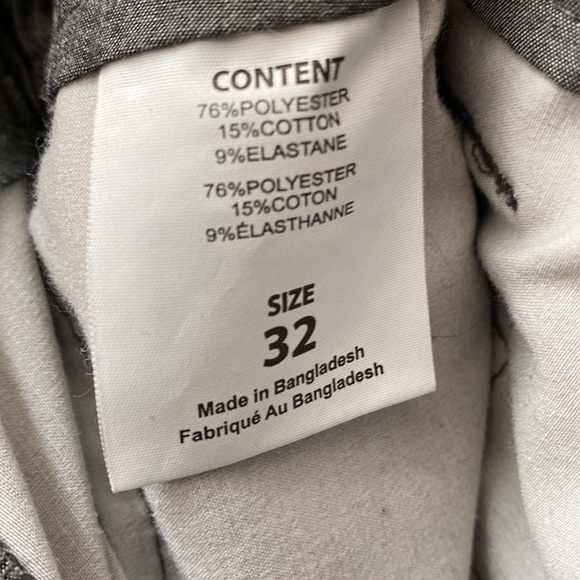 CONTENT
76%POLYESTER
15%COTTON
9%ELASTANE
76%POLYESTER
15%COTON
9%ÉLASTHANNE
SIZE
32
Made in Bangladesh
Fabriqué Au Bangladesh